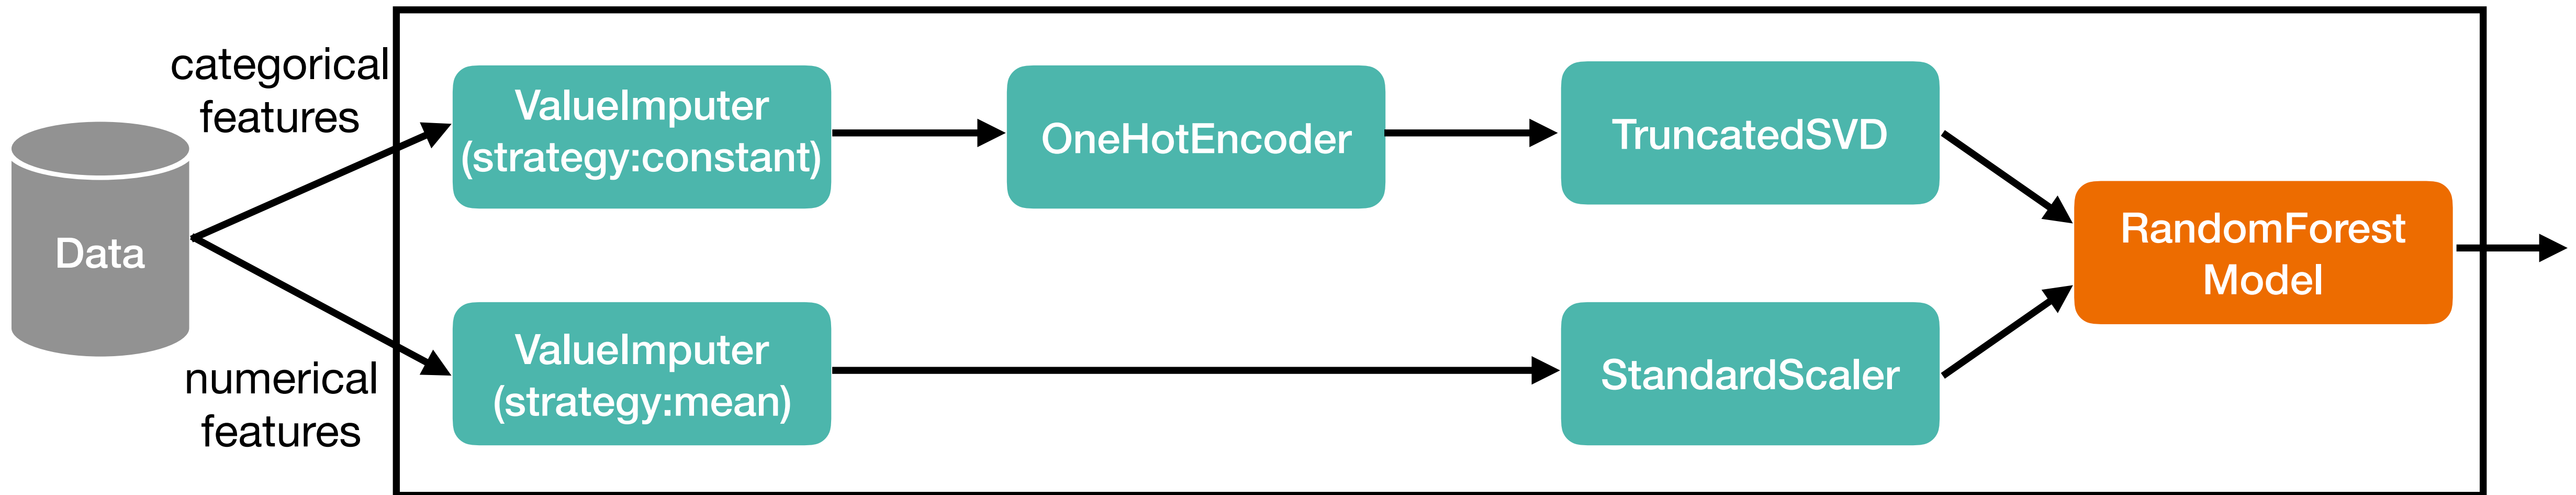 categorical
features
ValueImputer
(strategy:constant)
OneHotEncoder
TruncatedSVD
Data
RandomForest
Model
numerical
features
ValueImputer
(strategy:mean)
StandardScaler